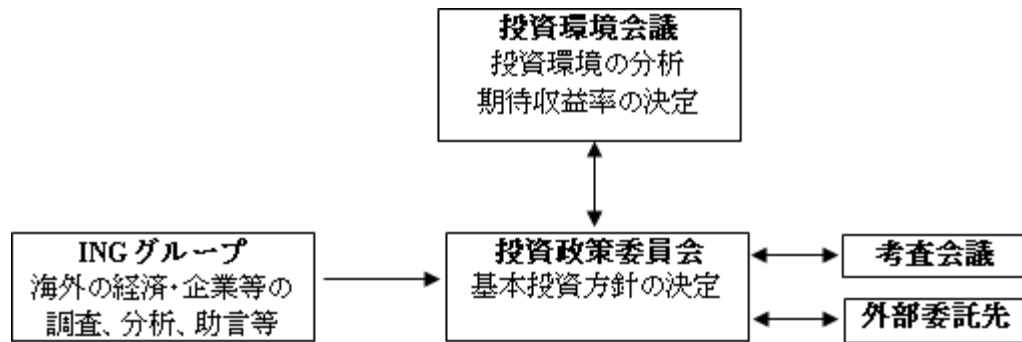 投資環境会議
投資環境の分析
期待収益率の決定
INGグループ
海外の経済・企業等の
調査、分析、助言等
投資政策委員会
基本投資方針の決定
考査会議
外部委託先